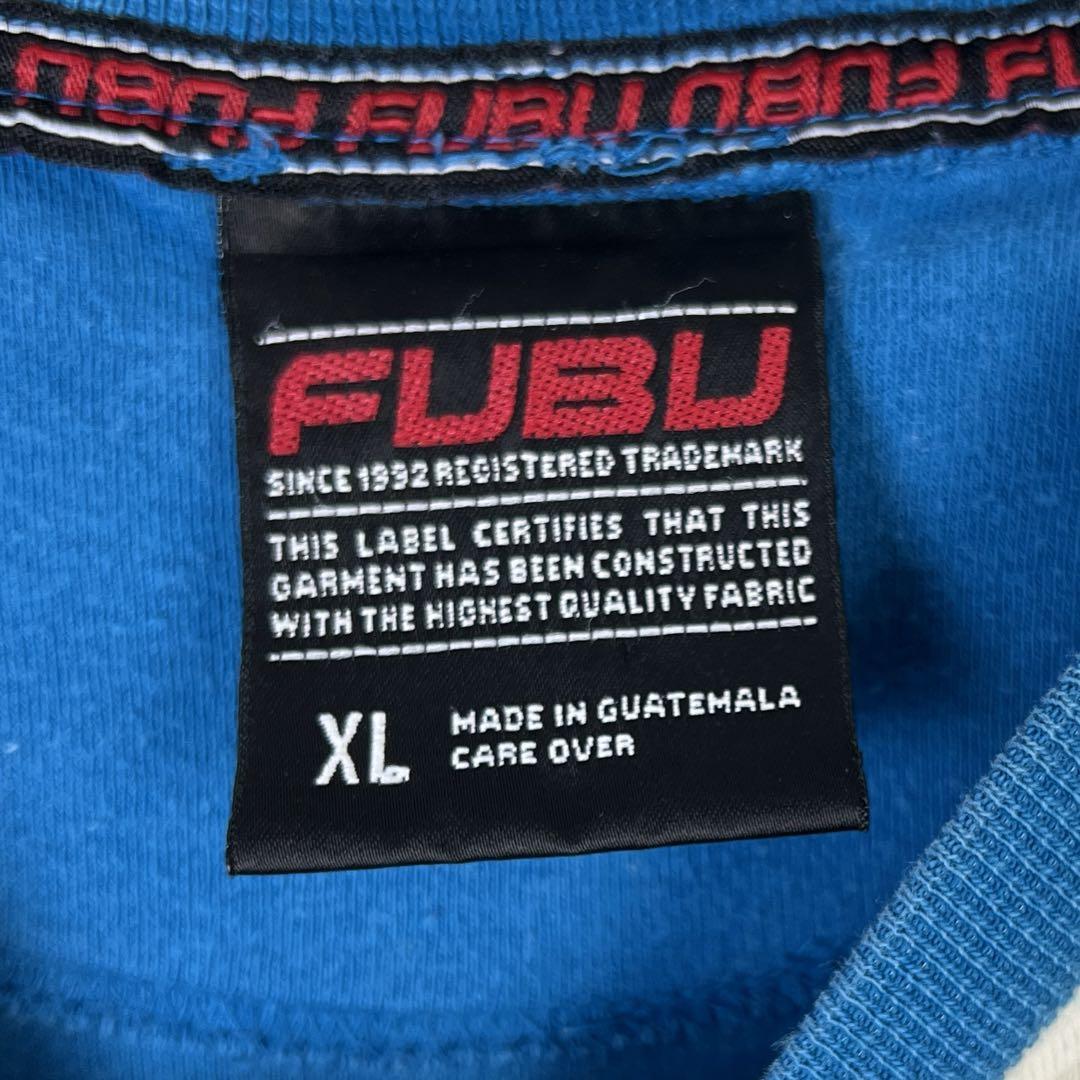 FUBU FUBU FUBU FUBU
FUBU
SINCE 1992 REGISTERED TRADEMARK
THIS LABEL CERTIFIES THAT THIS
GARMENT HAS BEEN CONSTRUCTED
WITH THE HIGHEST QUALITY FABRIC
XL MADE IN GUATEMALA
CARE OVER